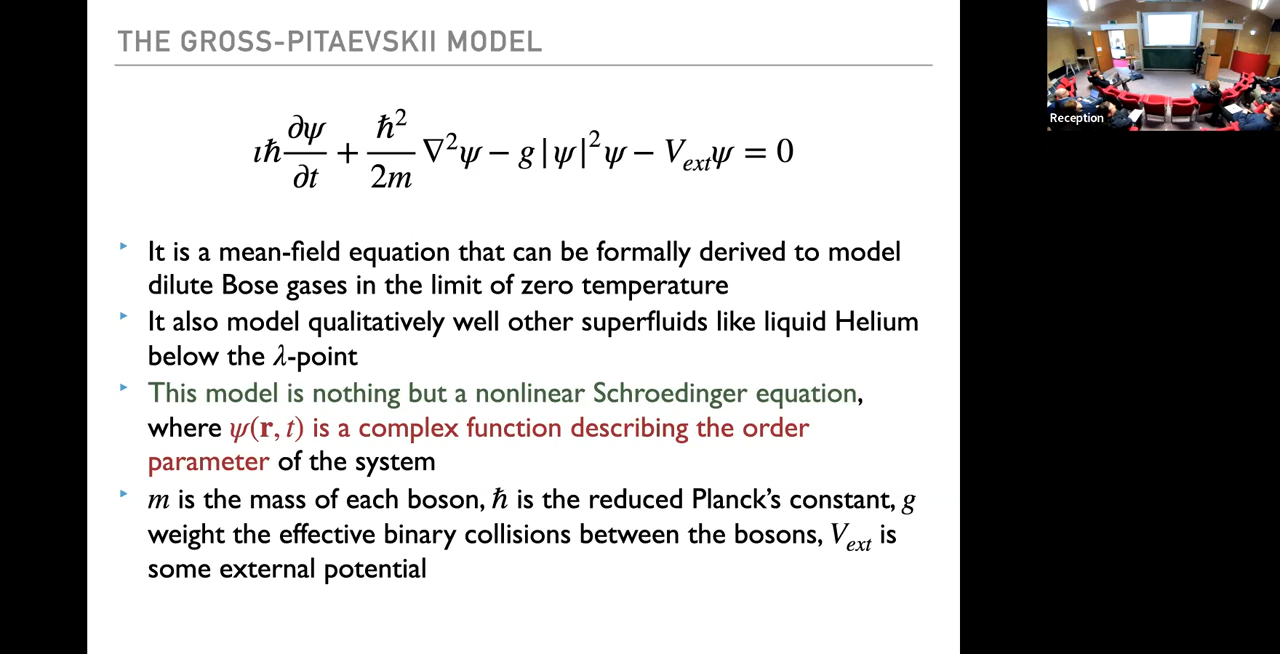 THE GROSS-PITAEVSKII MODEL
ıħ ∂ψ/∂t + ħ²/2m ∇²ψ − g|ψ|²ψ − V_ext ψ = 0
It is a mean-field equation that can be formally derived to model
dilute Bose gases in the limit of zero temperature
It also model qualitatively well other superfluids like liquid Helium
below the λ-point
This model is nothing but a nonlinear Schroedinger equation,
where ψ(r, t) is a complex function describing the order
parameter of the system
m is the mass of each boson, ħ is the reduced Planck's constant, g
weight the effective binary collisions between the bosons, V_ext is
some external potential
Reception